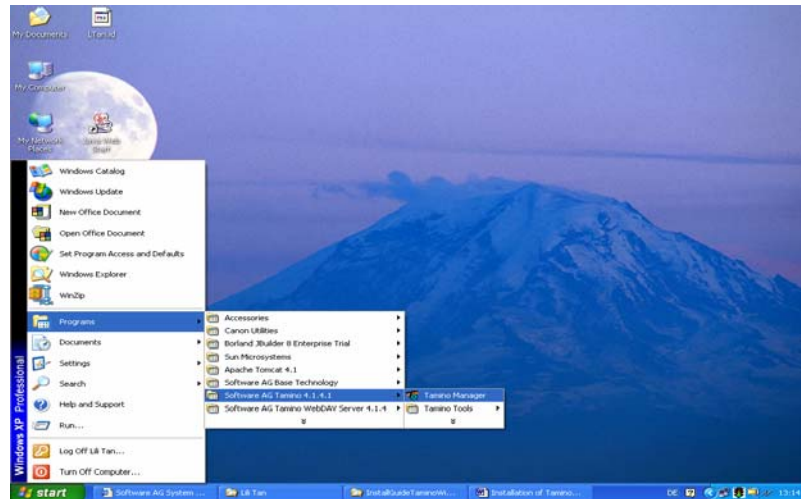 My Documents
LTan.id
My Computer
My Network
Places
Java Web
Start
Windows Catalog
Windows Update
New Office Document
Open Office Document
Set Program Access and Defaults
Windows Explorer
WinZip
Programs
Documents
Settings
Search
Help and Support
Run...
Log Off Lili Tan...
Turn Off Computer...
Windows XP Professional
Accessories
Canon Utilities
Borland JBuilder 8 Enterprise Trial
Sun Microsystems
Apache Tomcat 4.1
Software AG Base Technology
Software AG Tamino 4.1.4.1
Software AG Tamino WebDAV Server 4.1.4
Tamino Manager
Tamino Tools
start
Software AG System ...
Lili Tan
InstallGuideTaminoWi...
Installation of Tamino...
DE
13:14